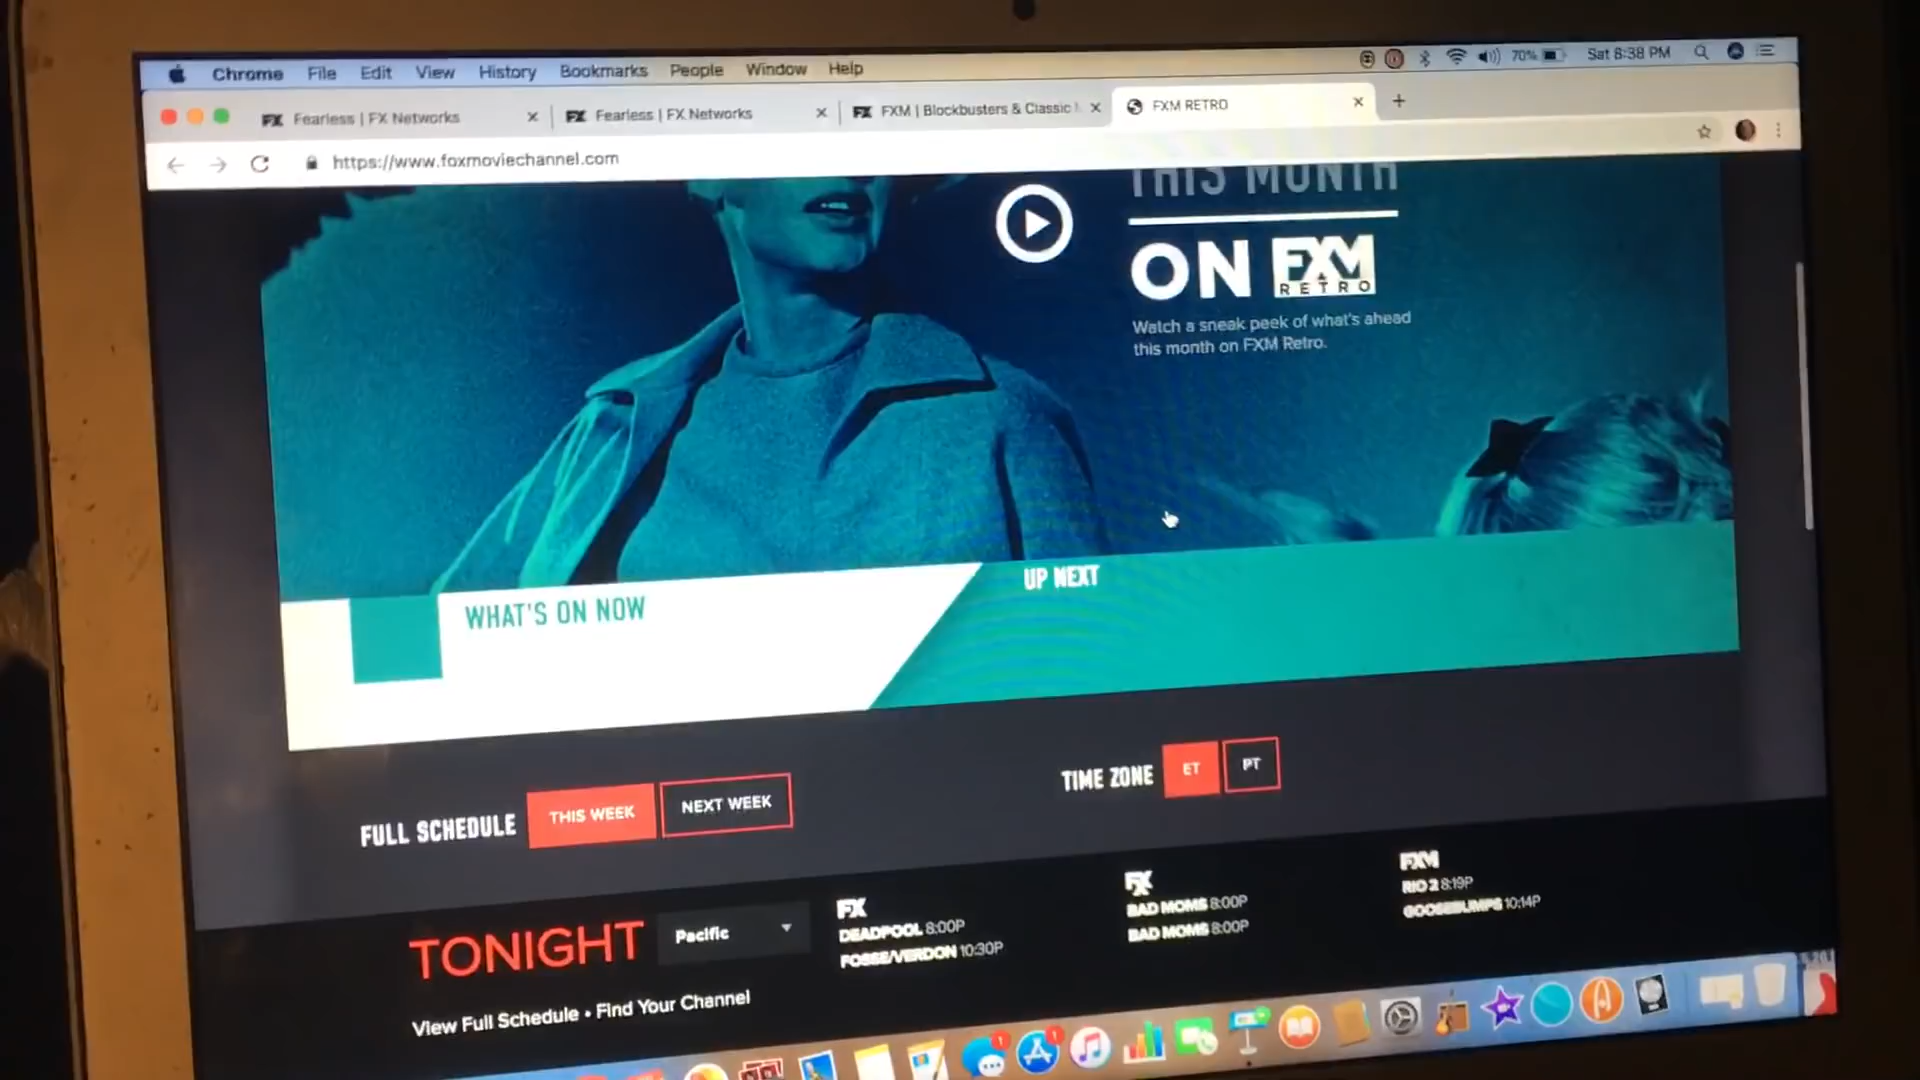 Chrome File Edit View History Bookmarks People Window Help 70% Sat 8:38 PM
FX Fearless | FX Networks FX Fearless | FX Networks FX FXM | Blockbusters & Classic FXM RETRO
https://www.foxmoviechannel.com
THIS MONTH
ON FXM
RETRO
Watch a sneak peek of what's ahead
this month on FXM Retro.
WHAT'S ON NOW
UP NEXT
FULL SCHEDULE THIS WEEK NEXT WEEK
TIME ZONE ET PT
TONIGHT Pacific
View Full Schedule • Find Your Channel
FX
DEADPOOL 8:00P
FOSSE/VERDON 10:30P
FX
BAD MOMS 8:00P
BAD MOMS 8:00P
FXM
RIO 2 8:19P
GOOSEBUMPS 10:14P